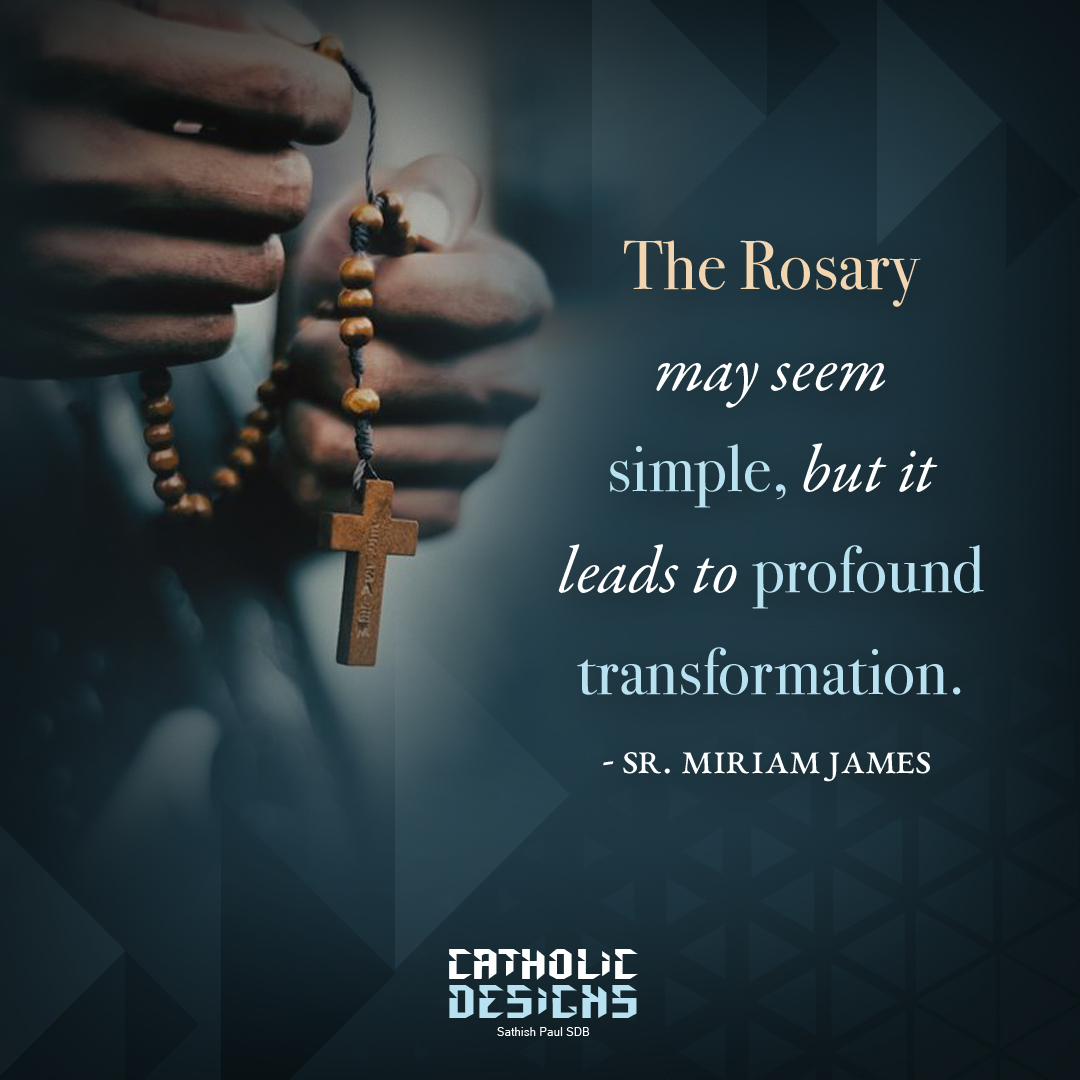 The Rosary
may seem
simple, but it
leads to profound
transformation.
- SR. MIRIAM JAMES
JERUSALEM
CATHOLIC
DESIGNS
Sathish Paul SDB